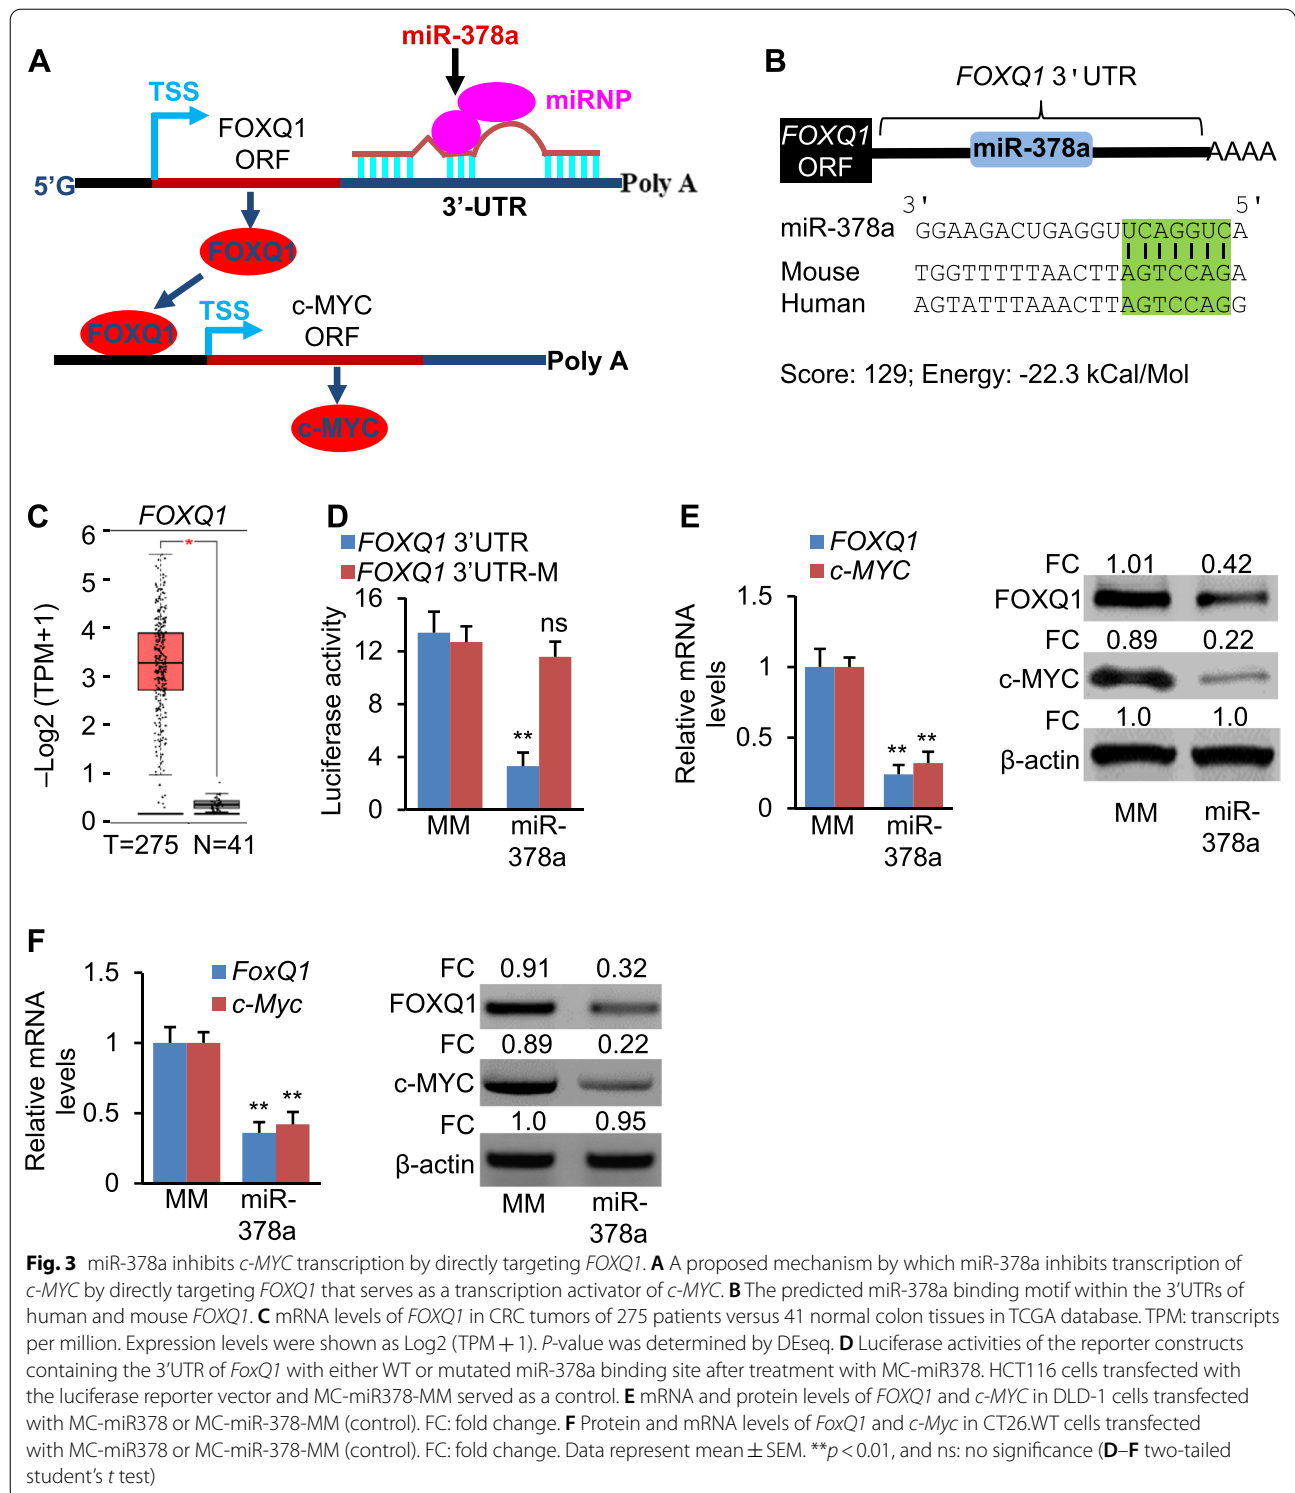 A
miR-378a
TSS
miRNP
FOXQ1
ORF
5’G
Poly A
3’-UTR
FOXQ1
FOXQ1
TSS
c-MYC
ORF
Poly A
c-MYC
B
FOXQ1 3'UTR
FOXQ1
ORF
miR-378a
AAAA
3' 5'
miR-378a GGAAGACUGAGGUUCAGGUCA
Mouse TGGTTTTTAACTTAGTCCAGA
Human AGTATTTAAACTTAGTCCAGG
Score: 129; Energy: -22.3 kCal/Mol
C
FOXQ1
*
–Log2 (TPM+1)
6
5
4
3
2
1
0
T=275 N=41
D
FOXQ1 3’UTR
FOXQ1 3’UTR-M
Luciferase activity
16
12
8
4
0
**
ns
MM miR-
378a
E
FOXQ1
c-MYC
Relative mRNA
levels
1.5
1
0.5
0
** **
MM miR-
378a
FC 1.01 0.42
FOXQ1
FC 0.89 0.22
c-MYC
FC 1.0 1.0
β-actin
MM miR-
378a
F
FoxQ1
c-Myc
Relative mRNA
levels
1.5
1
0.5
0
** **
MM miR-
378a
FC 0.91 0.32
FOXQ1
FC 0.89 0.22
c-MYC
FC 1.0 0.95
β-actin
MM miR-
378a
Fig. 3 miR-378a inhibits c-MYC transcription by directly targeting FOXQ1. A A proposed mechanism by which miR-378a inhibits transcription of
c-MYC by directly targeting FOXQ1 that serves as a transcription activator of c-MYC. B The predicted miR-378a binding motif within the 3′UTRs of
human and mouse FOXQ1. C mRNA levels of FOXQ1 in CRC tumors of 275 patients versus 41 normal colon tissues in TCGA database. TPM: transcripts
per million. Expression levels were shown as Log2 (TPM + 1). P-value was determined by DEseq. D Luciferase activities of the reporter constructs
containing the 3′UTR of FoxQ1 with either WT or mutated miR-378a binding site after treatment with MC-miR378. HCT116 cells transfected with
the luciferase reporter vector and MC-miR378-MM served as a control. E mRNA and protein levels of FOXQ1 and c-MYC in DLD-1 cells transfected
with MC-miR378 or MC-miR-378-MM (control). FC: fold change. F Protein and mRNA levels of FoxQ1 and c-Myc in CT26.WT cells transfected
with MC-miR378 or MC-miR-378-MM (control). FC: fold change. Data represent mean ± SEM. **p < 0.01, and ns: no significance (D–F two-tailed
student’s t test)